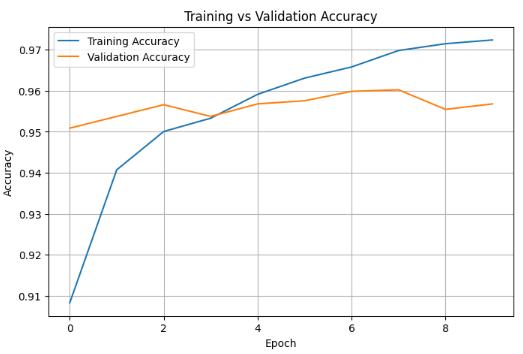 Training vs Validation Accuracy
Training Accuracy
Validation Accuracy
0.97
0.96
0.95
0.94
0.93
0.92
0.91
Accuracy
0 2 4 6 8
Epoch